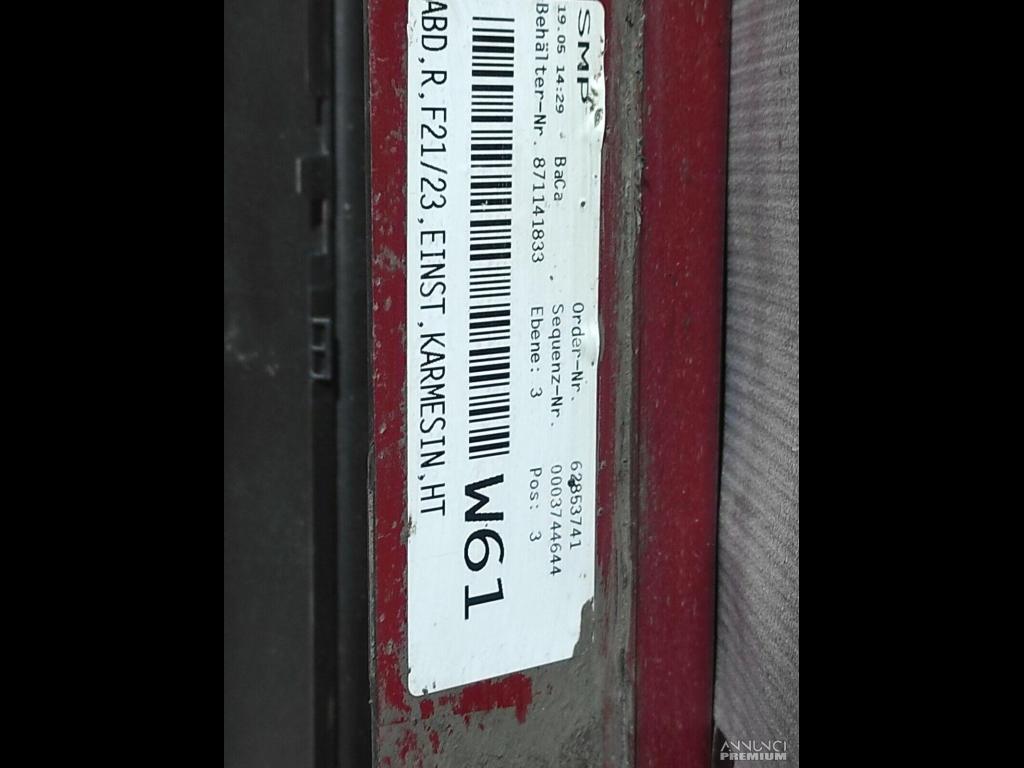 SMP
Order-Nr. 62853741
19.05 14:29 BaCa Sequenz-Nr. 0003744644
Behälter-Nr. 871141833 Ebene: 3 Pos: 3
W61
ABD,R,F21/23,EINST,KARMESIN,HT
ANNUNCI
PREMIUM